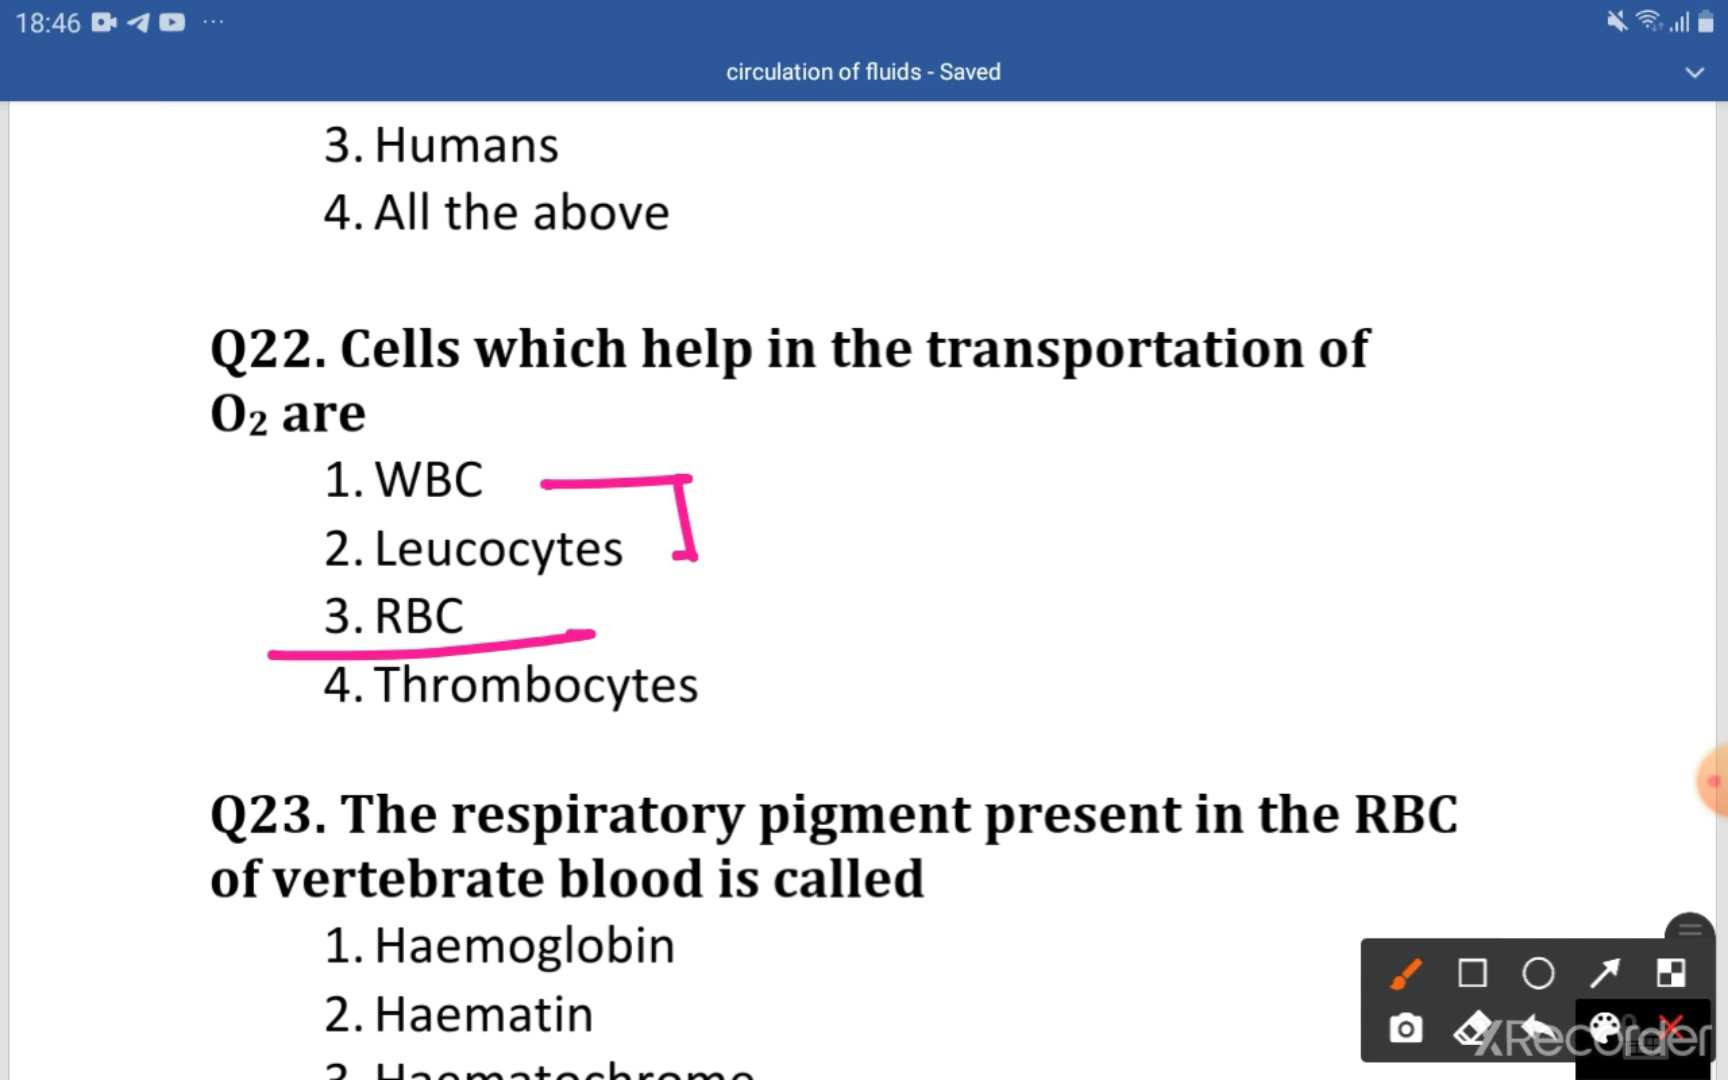 18:46
circulation of fluids - Saved
3. Humans
4. All the above
Q22. Cells which help in the transportation of
O₂ are
1. WBC
2. Leucocytes
3. RBC
4. Thrombocytes
Q23. The respiratory pigment present in the RBC
of vertebrate blood is called
1. Haemoglobin
2. Haematin
3. Haematochrome
XRecorder